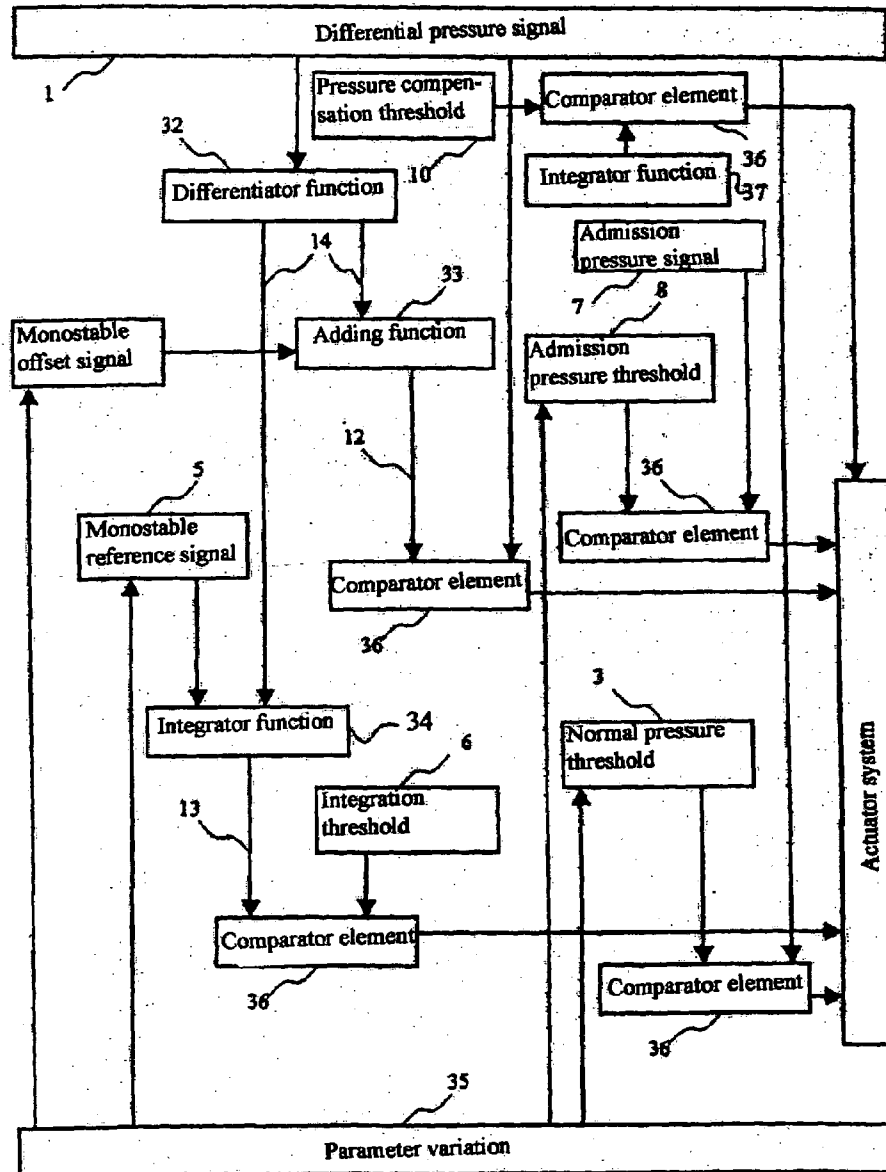 Differential pressure signal
1
Pressure compen-
sation threshold
10
Comparator element
36
32
Differentiator function
Integrator function
37
14
Admission
pressure signal
7
8
33
Monostable
offset signal
Adding function
Admission
pressure threshold
12
36
5
Monostable
reference signal
Comparator element
Comparator element
36
3
Integrator function
34
Normal pressure
threshold
6
13
Integration
threshold
Actuator system
Comparator element
36
Comparator element
36
35
Parameter variation